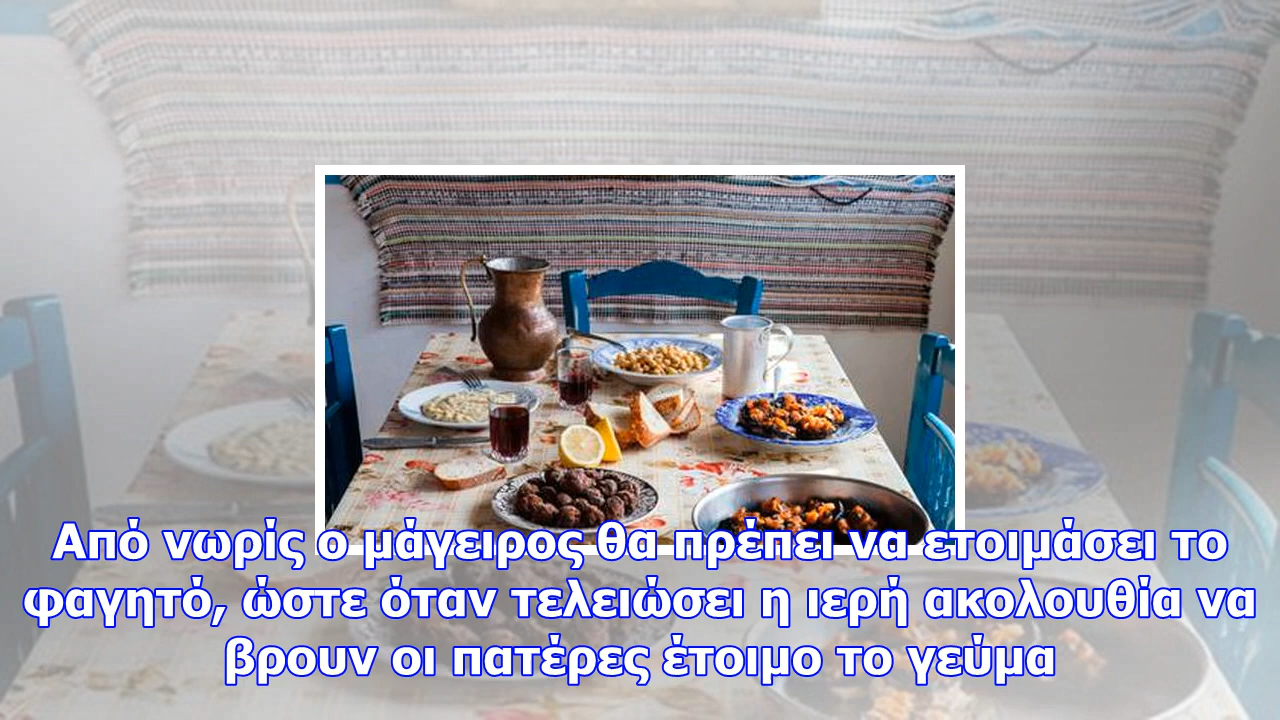 Από νωρίς ο μάγειρος θα πρέπει να ετοιμάσει το
φαγητό, ώστε όταν τελειώσει η ιερή ακολουθία να
βρουν οι πατέρες έτοιμο το γεύμα